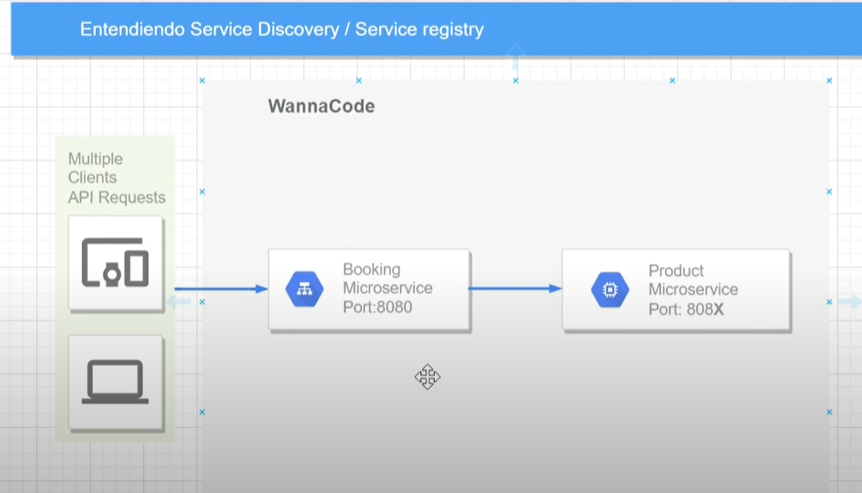 Entendiendo Service Discovery / Service registry
WannaCode
Multiple
Clients
API Requests
Booking
Microservice
Port:8080
Product
Microservice
Port: 808X